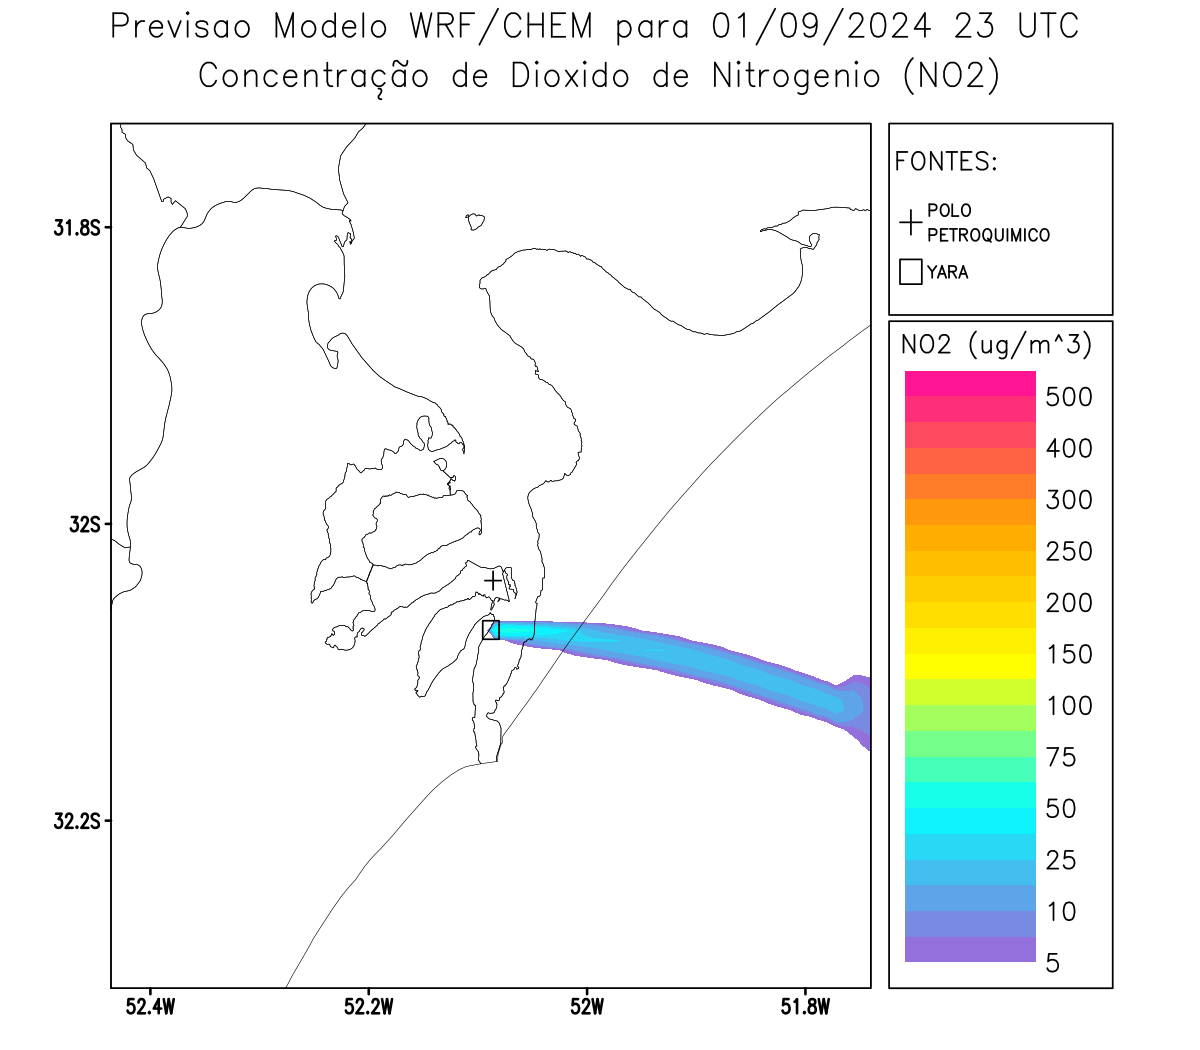 Previsao Modelo WRF/CHEM para 01/09/2024 23 UTC
Concentração de Dioxido de Nitrogenio (NO2)
FONTES:
POLO
PETROQUIMICO
YARA
NO2 (ug/m^3)
500
400
300
250
200
150
100
75
50
25
10
5
31.8S
32S
32.2S
52.4W
52.2W
52W
51.8W